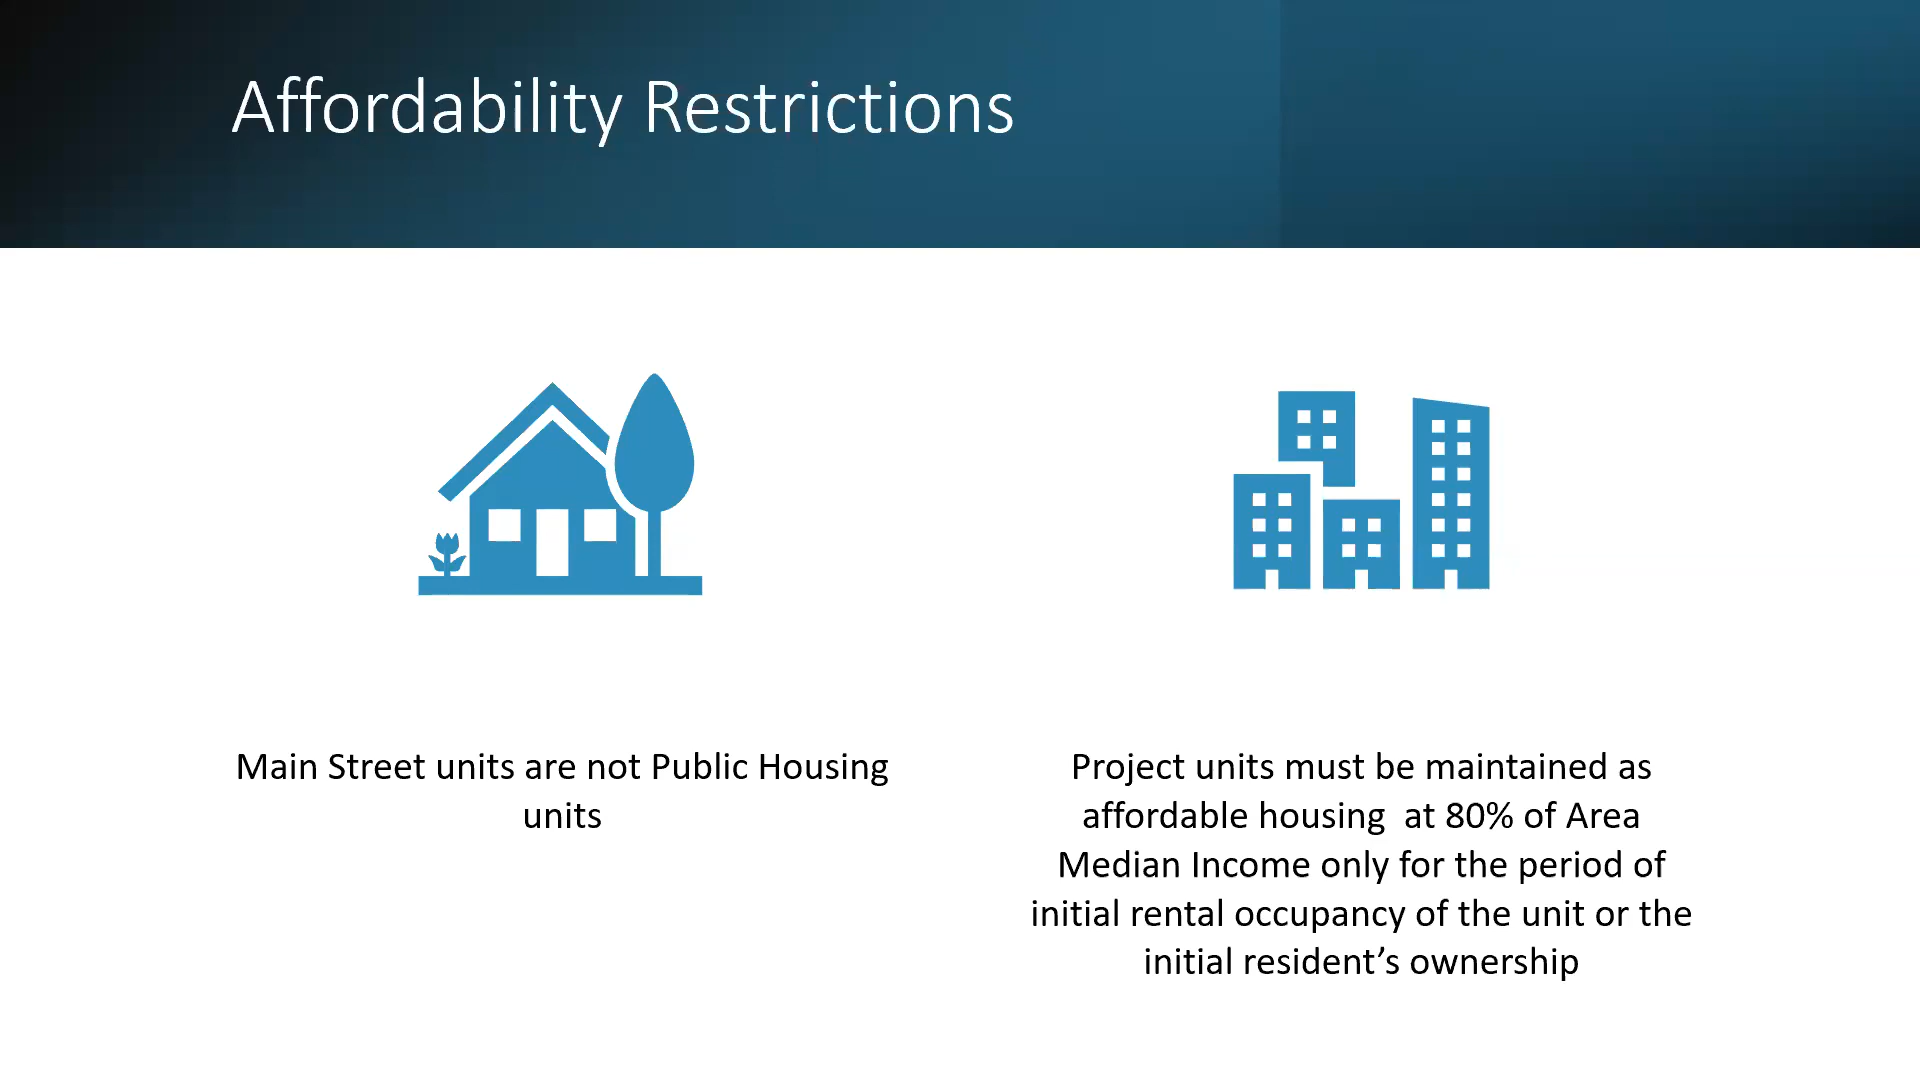 Affordability Restrictions
Main Street units are not Public Housing
units
Project units must be maintained as
affordable housing  at 80% of Area
Median Income only for the period of
initial rental occupancy of the unit or the
initial resident’s ownership